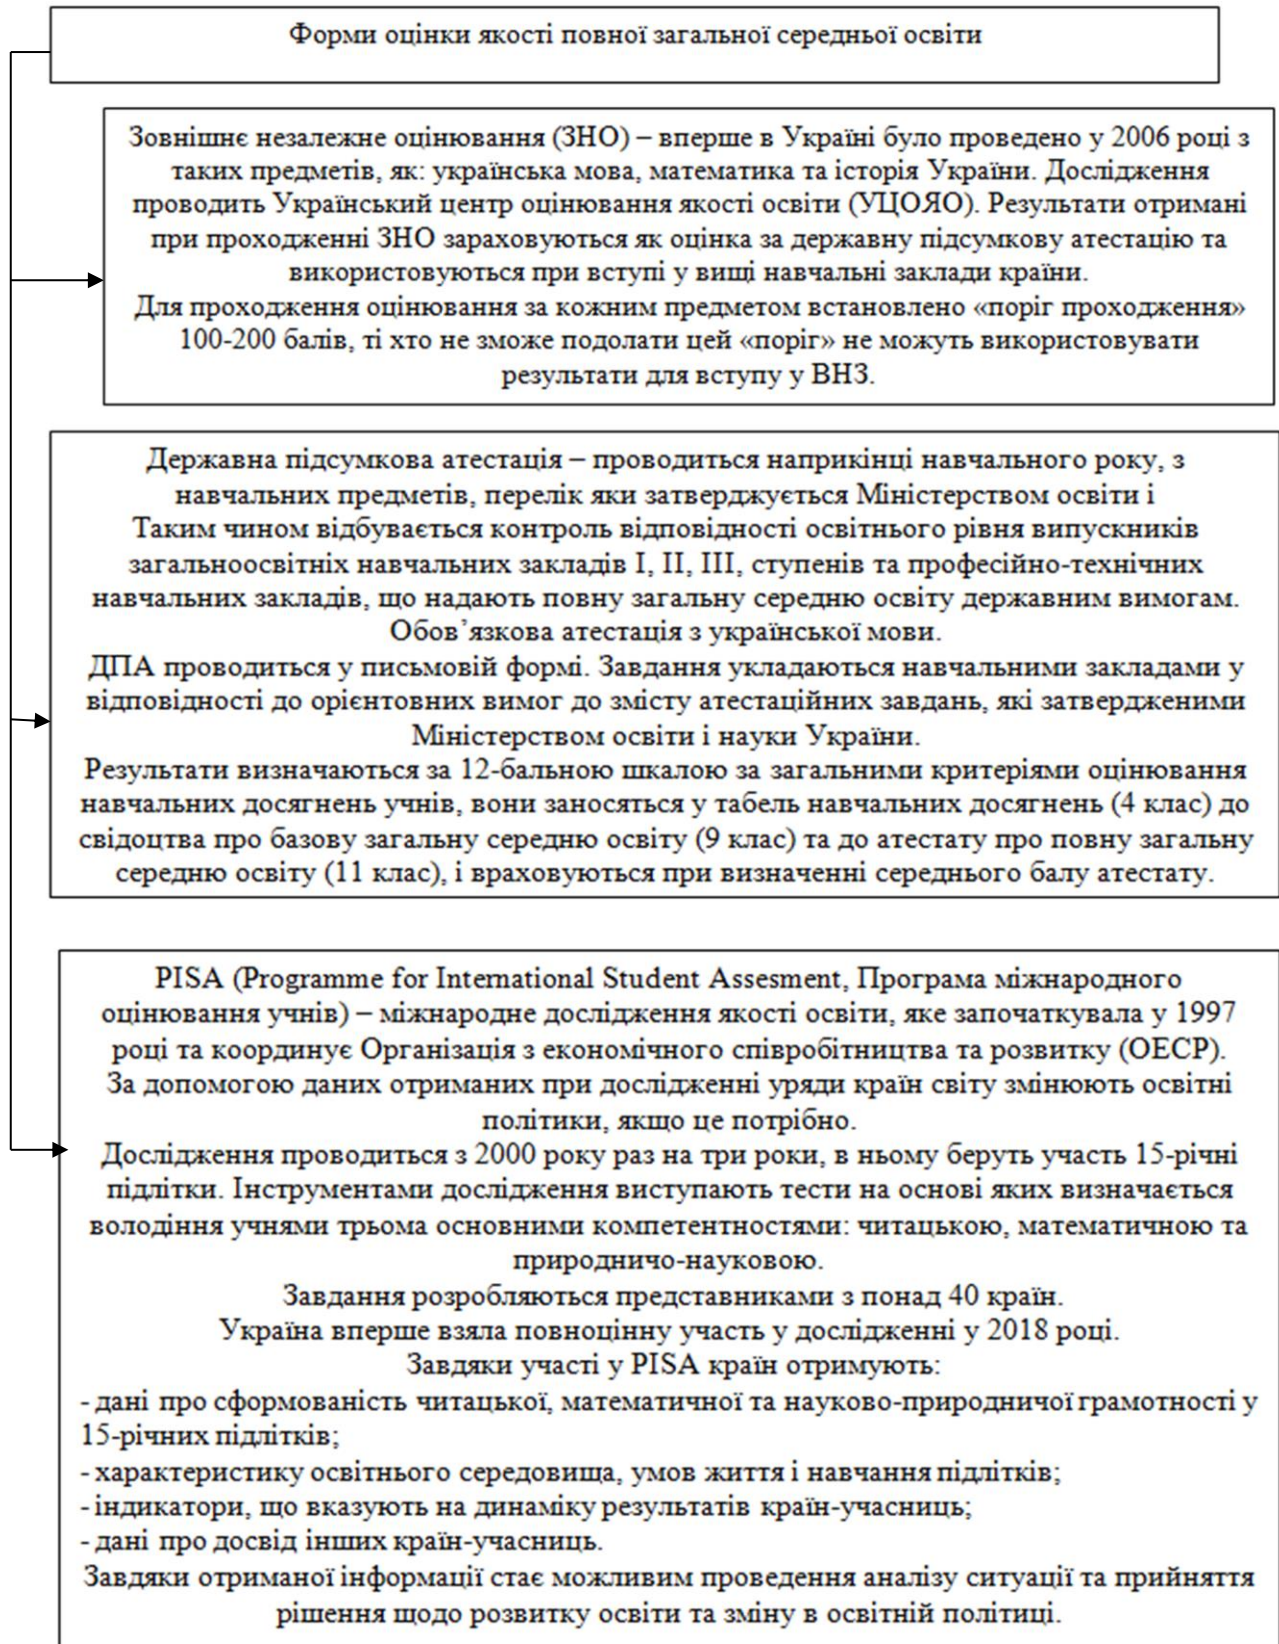 Форми оцінки якості повної загальної середньої освіти
Зовнішнє незалежне оцінювання (ЗНО) – вперше в Україні було проведено у 2006 році з
таких предметів, як: українська мова, математика та історія України. Дослідження
проводить Український центр оцінювання якості освіти (УЦОЯО). Результати отримані
при проходженні ЗНО зараховуються як оцінка за державну підсумкову атестацію та
використовуються при вступі у вищі навчальні заклади країни.
Для проходження оцінювання за кожним предметом встановлено «поріг проходження»
100-200 балів, ті хто не зможе подолати цей «поріг» не можуть використовувати
результати для вступу у ВНЗ.
Державна підсумкова атестація – проводиться наприкінці навчального року, з
навчальних предметів, перелік яки затверджується Міністерством освіти і
Таким чином відбувається контроль відповідності освітнього рівня випускників
загальноосвітніх навчальних закладів І, ІІ, ІІІ, ступенів та професійно-технічних
навчальних закладів, що надають повну загальну середню освіту державним вимогам.
Обов’язкова атестація з української мови.
ДПА проводиться у письмовій формі. Завдання укладаються навчальними закладами у
відповідності до орієнтовних вимог до змісту атестаційних завдань, які затвердженими
Міністерством освіти і науки України.
Результати визначаються за 12-бальною шкалою за загальними критеріями оцінювання
навчальних досягнень учнів, вони заносяться у табель навчальних досягнень (4 клас) до
свідоцтва про базову загальну середню освіту (9 клас) та до атестату про повну загальну
середню освіту (11 клас), і враховуються при визначенні середнього балу атестату.
PISA (Programme for International Student Assesment, Програма міжнародного
оцінювання учнів) – міжнародне дослідження якості освіти, яке започаткувала у 1997
році та координує Організація з економічного співробітництва та розвитку (ОЕСР).
За допомогою даних отриманих при дослідженні уряди країн світу змінюють освітні
політики, якщо це потрібно.
Дослідження проводиться з 2000 року раз на три роки, в ньому беруть участь 15-річні
підлітки. Інструментами дослідження виступають тести на основі яких визначається
володіння учнями трьома основними компетентностями: читацькою, математичною та
природничо-науковою.
Завдання розробляються представниками з понад 40 країн.
Україна вперше взяла повноцінну участь у дослідженні у 2018 році.
Завдяки участі у PISA країн отримують:
- дані про сформованість читацької, математичної та науково-природничої грамотності у
15-річних підлітків;
- характеристику освітнього середовища, умов життя і навчання підлітків;
- індикатори, що вказують на динаміку результатів країн-учасниць;
- дані про досвід інших країн-учасниць.
Завдяки отриманої інформації стає можливим проведення аналізу ситуації та прийняття
рішення щодо розвитку освіти та зміну в освітній політиці.